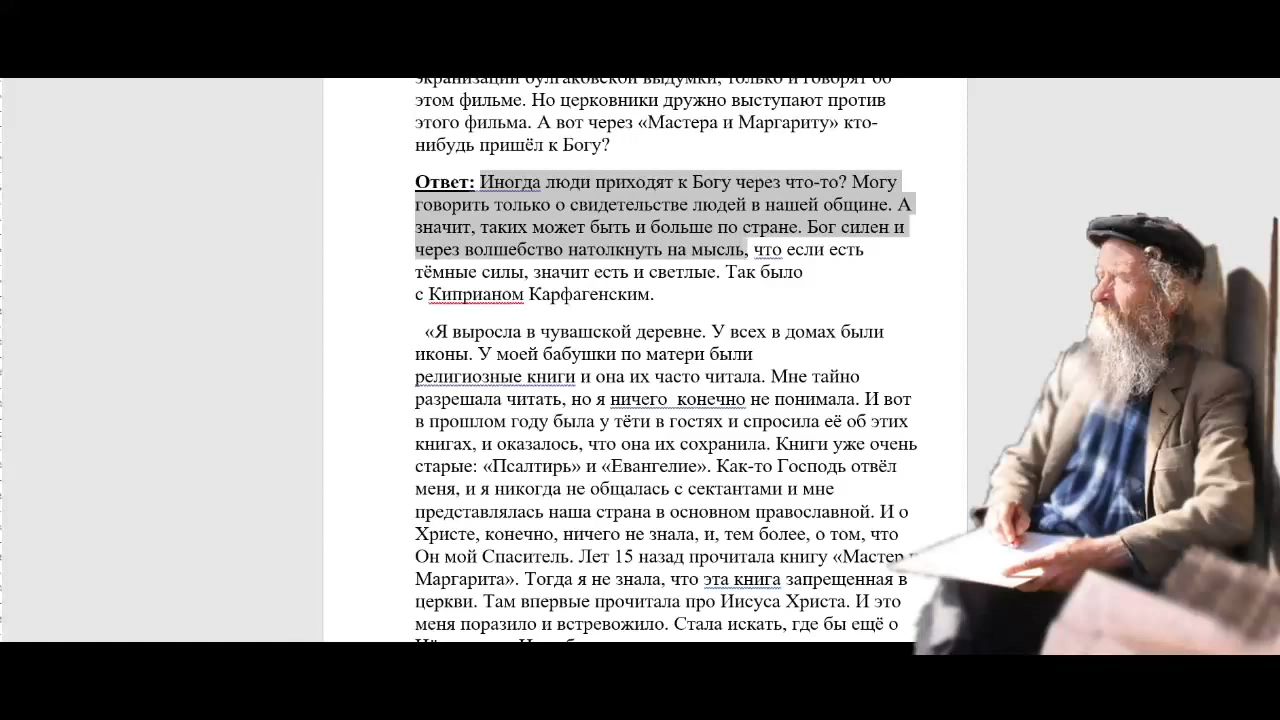 экранизации булгаковской выдумки, только и говорят об
этом фильме. Но церковники дружно выступают против
этого фильма. А вот через «Мастера и Маргариту» кто-
нибудь пришёл к Богу?
Ответ: Иногда люди приходят к Богу через что-то? Могу
говорить только о свидетельстве людей в нашей общине. А
значит, таких может быть и больше по стране. Бог силен и
через волшебство натолкнуть на мысль, что если есть
тёмные силы, значит есть и светлые. Так было
с Киприаном Карфагенским.
«Я выросла в чувашской деревне. У всех в домах были
иконы. У моей бабушки по матери были
религиозные книги и она их часто читала. Мне тайно
разрешала читать, но я ничего  конечно не понимала. И вот
в прошлом году была у тёти в гостях и спросила её об этих
книгах, и оказалось, что она их сохранила. Книги уже очень
старые: «Псалтирь» и «Евангелие». Как-то Господь отвёл
меня, и я никогда не общалась с сектантами и мне
представлялась наша страна в основном православной. И о
Христе, конечно, ничего не знала, и, тем более, о том, что
Он мой Спаситель. Лет 15 назад прочитала книгу «Мастер и
Маргарита». Тогда я не знала, что эта книга запрещенная в
церкви. Там впервые прочитала про Иисуса Христа. И это
меня поразило и встревожило. Стала искать, где бы ещё о